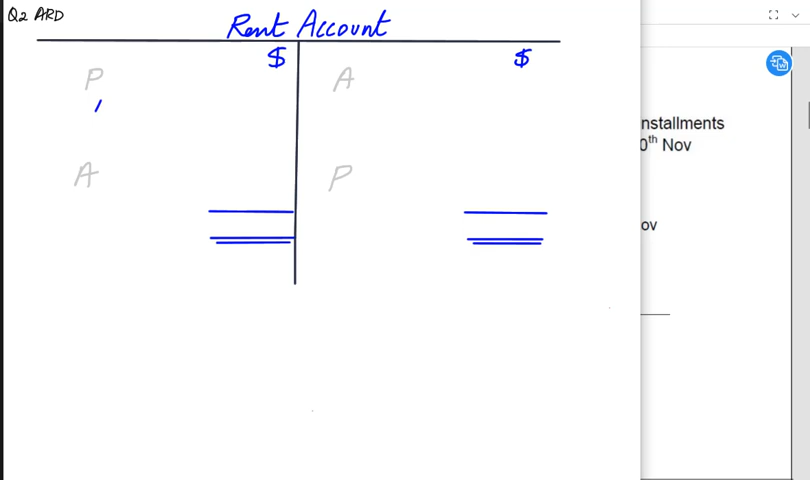 Q2 ARD
Rent Account
$ $
P A
nstallments
0th Nov
A P
ov